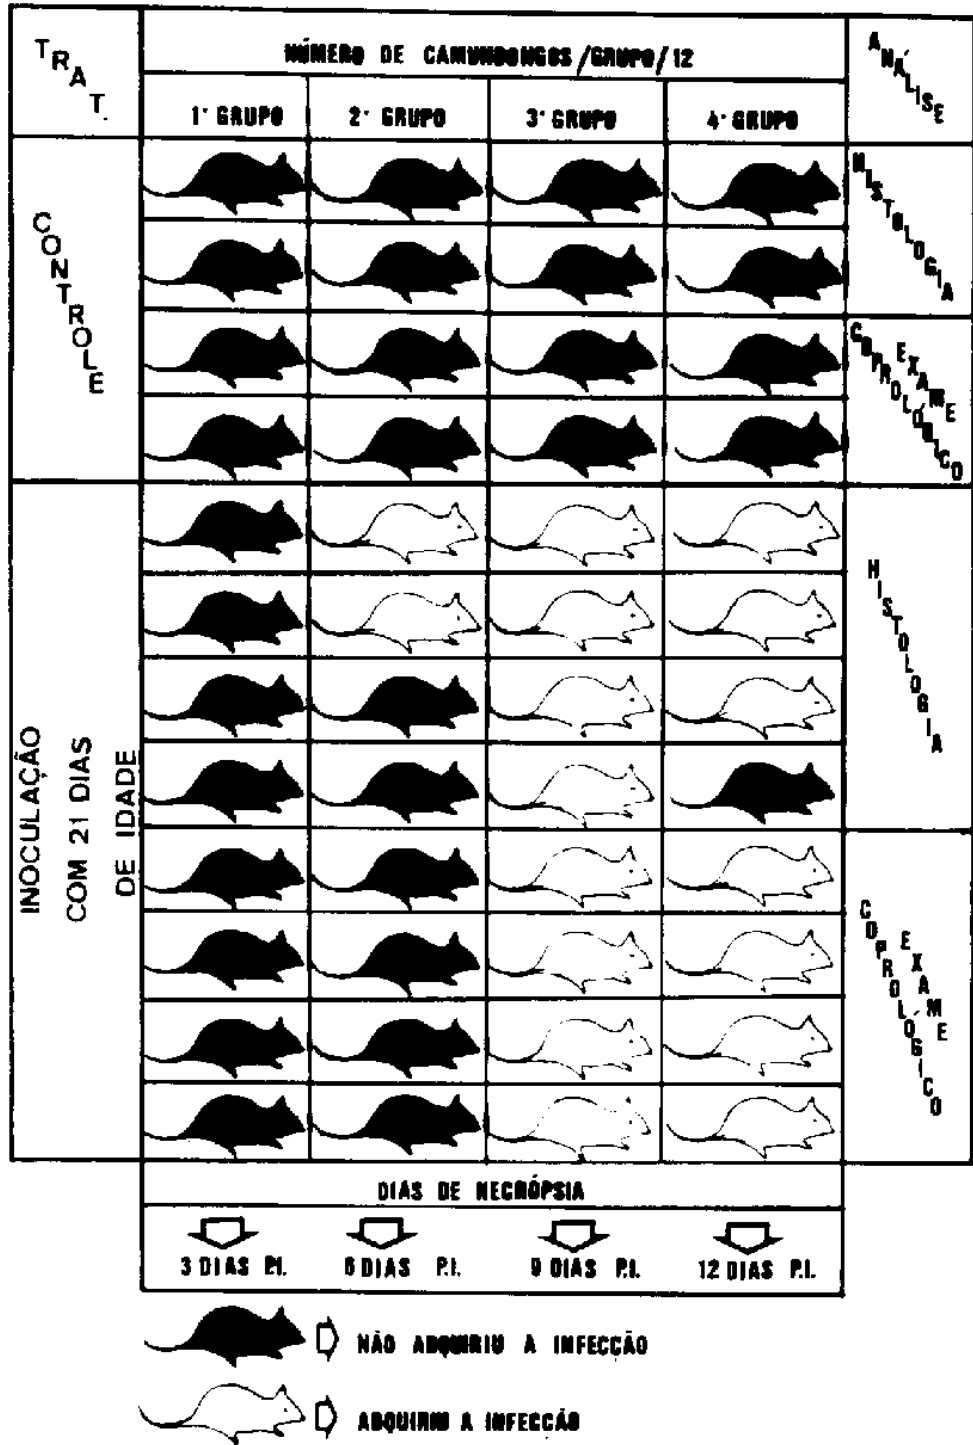 TRAT.
NÚMERO DE CAMUNDONGOS/GRUPO/12
ANÁLISE
1º GRUPO
2º GRUPO
3º GRUPO
4º GRUPO
CONTROLE
HISTOLOGIA
EXAME
COPROLÓGICO
INOCULAÇÃO
COM 21 DIAS
DE IDADE
HISTOLOGIA
EXAME
COPROLÓGICO
DIAS DE NECRÓPSIA
3 DIAS P.I.
6 DIAS P.I.
9 DIAS P.I.
12 DIAS P.I.
NÃO ADQUIRIU A INFECÇÃO
ADQUIRIU A INFECÇÃO